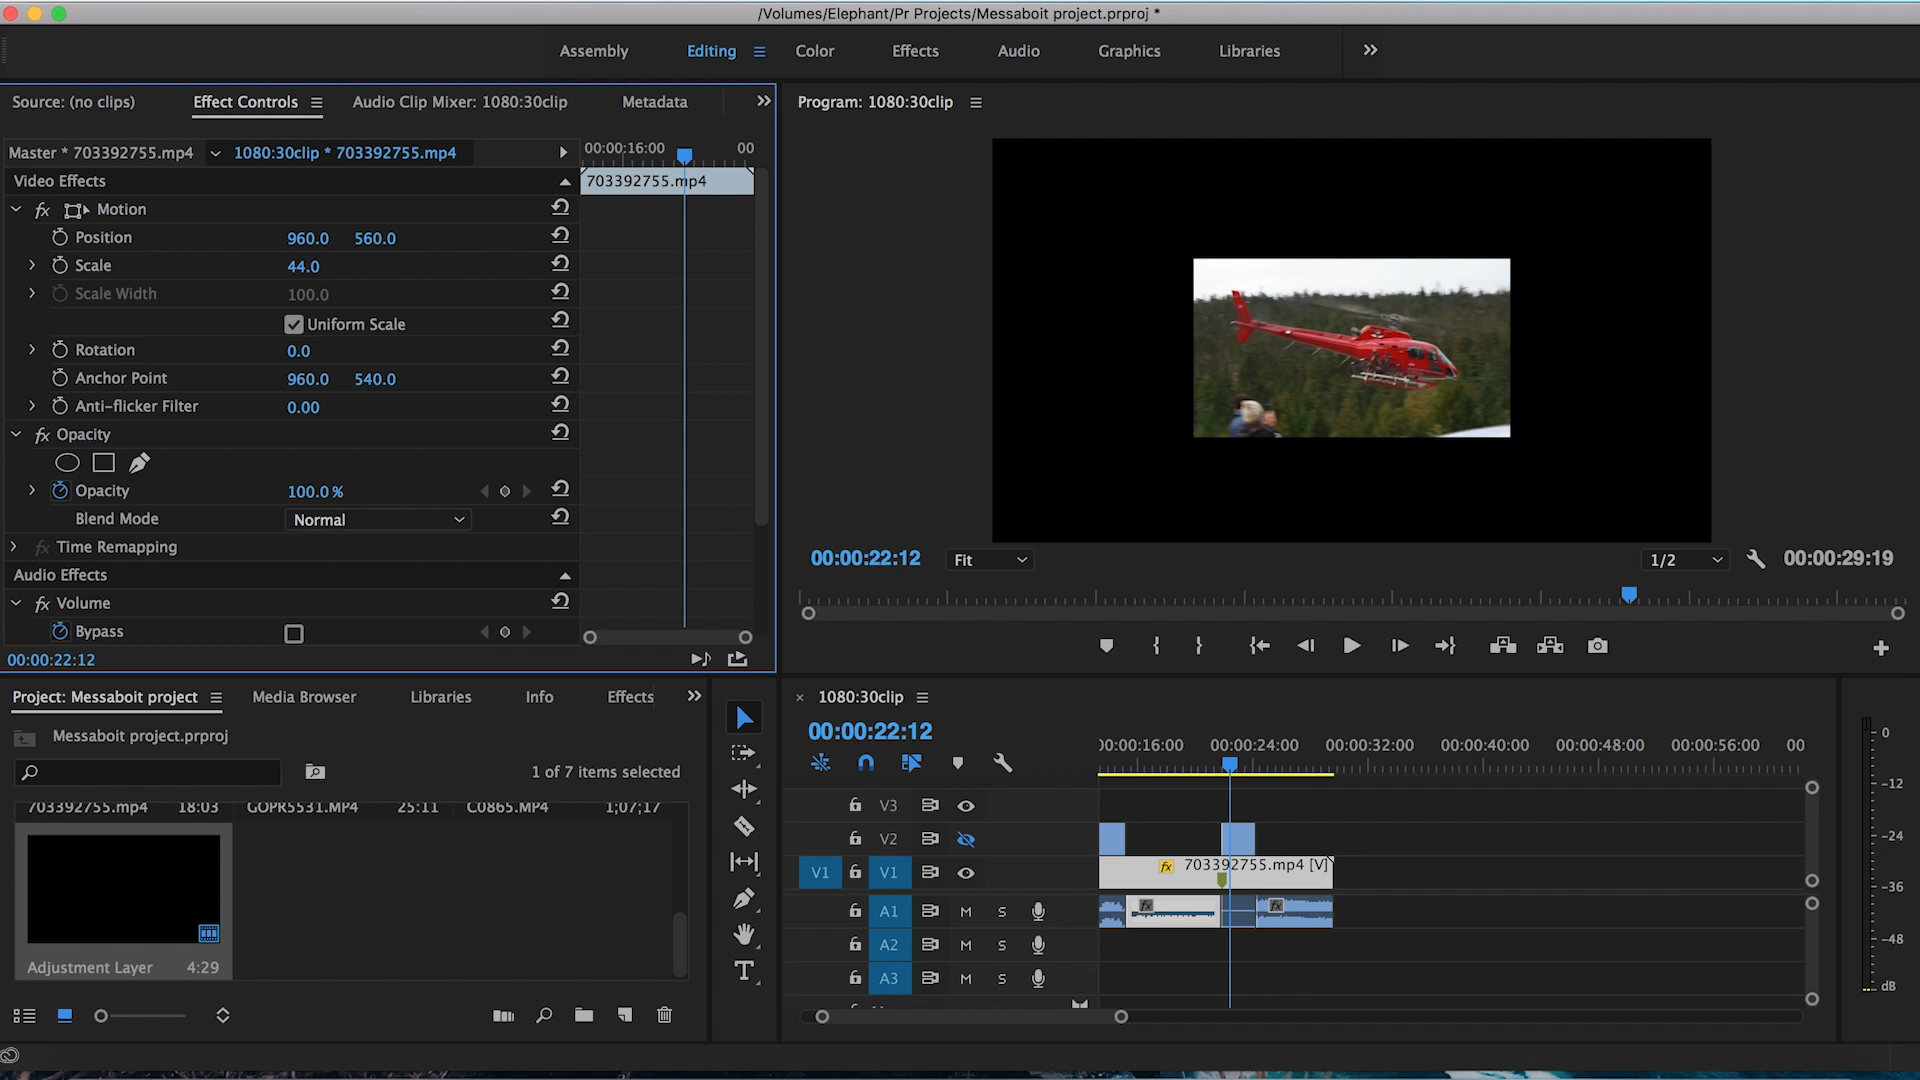 /Volumes/Elephant/Pr Projects/Messaboit project.prproj *
Assembly Editing Color Effects Audio Graphics Libraries
Source: (no clips) Effect Controls Audio Clip Mixer: 1080:30clip Metadata
Program: 1080:30clip
Master * 703392755.mp4 1080:30clip * 703392755.mp4
00:00:16:00 00
Video Effects
703392755.mp4
fx Motion
Position 960.0 560.0
Scale 44.0
Scale Width 100.0
Uniform Scale
Rotation 0.0
Anchor Point 960.0 540.0
Anti-flicker Filter 0.00
fx Opacity
Opacity 100.0 %
Blend Mode Normal
fx Time Remapping
Audio Effects
fx Volume
Bypass
00:00:22:12
00:00:22:12 Fit 1/2 00:00:29:19
Project: Messaboit project Media Browser Libraries Info Effects
Messaboit project.prproj
1 of 7 items selected
703392755.mp4 18:03 GOPR5531.MP4 25:11 C0865.MP4 1;07;17
Adjustment Layer 4:29
T
1080:30clip
00:00:22:12
00:00:16:00 00:00:24:00 00:00:32:00 00:00:40:00 00:00:48:00 00:00:56:00 00
V3
V2
V1 V1 fx 703392755.mp4 [V]
A1 M S fx fx
A2 M S
A3 M S
0
-12
-24
-36
-48
dB